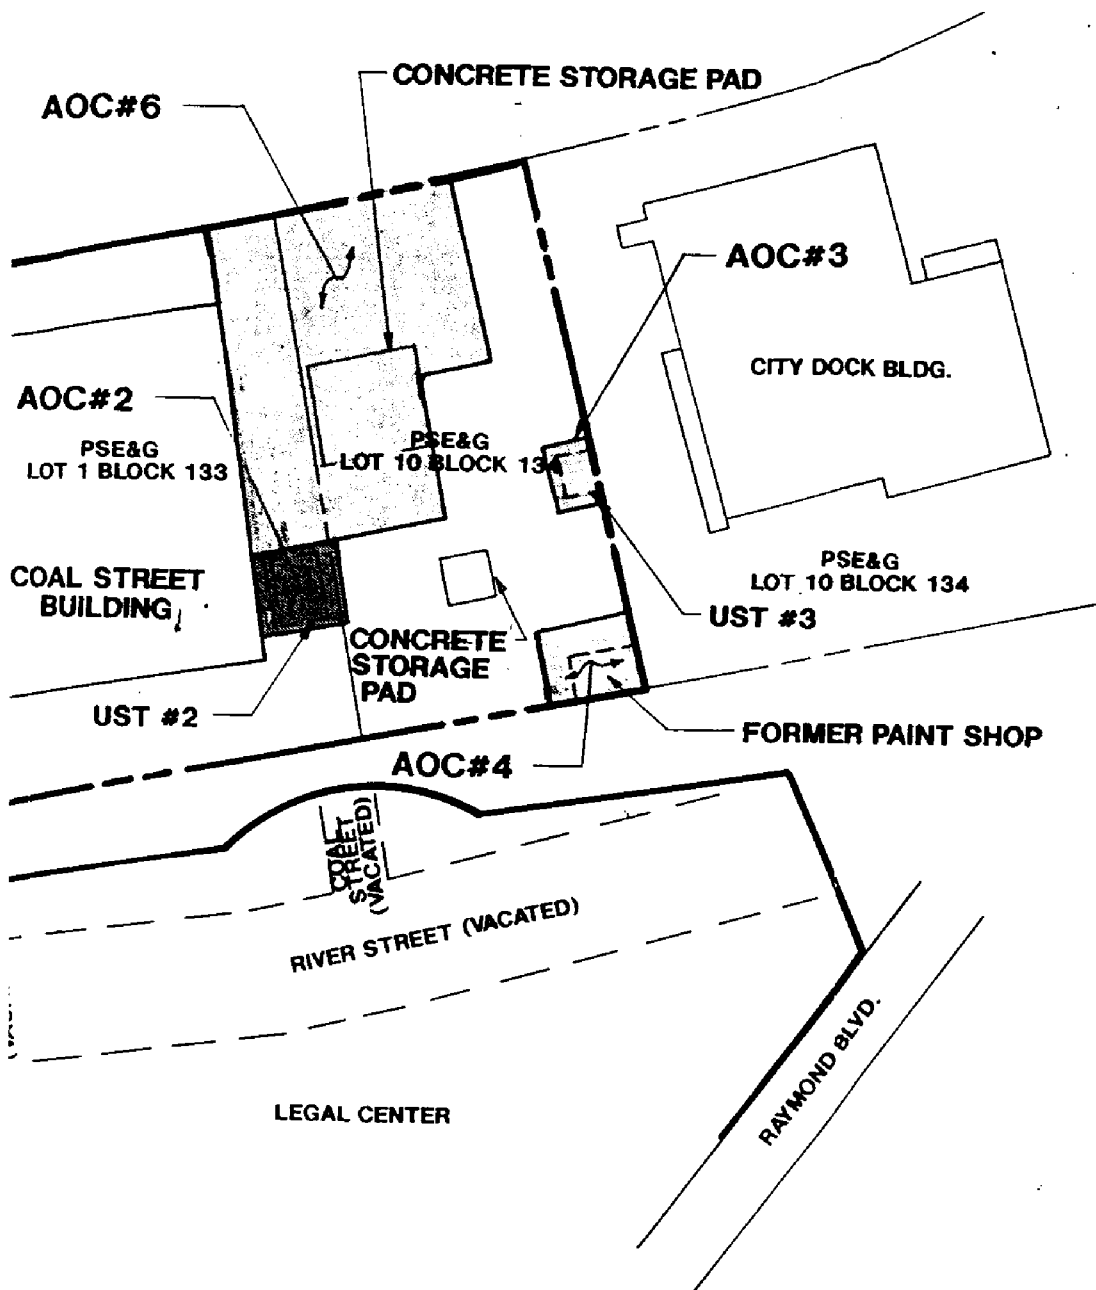 CONCRETE STORAGE PAD
AOC#6
AOC#3
CITY DOCK BLDG.
AOC#2
PSE&G
LOT 1 BLOCK 133
PSE&G
LOT 10 BLOCK 134
PSE&G
LOT 10 BLOCK 134
COAL STREET
BUILDING
UST #3
CONCRETE
STORAGE
PAD
UST #2
FORMER PAINT SHOP
AOC#4
COAL
STREET
(VACATED)
RIVER STREET (VACATED)
RAYMOND BLVD.
LEGAL CENTER